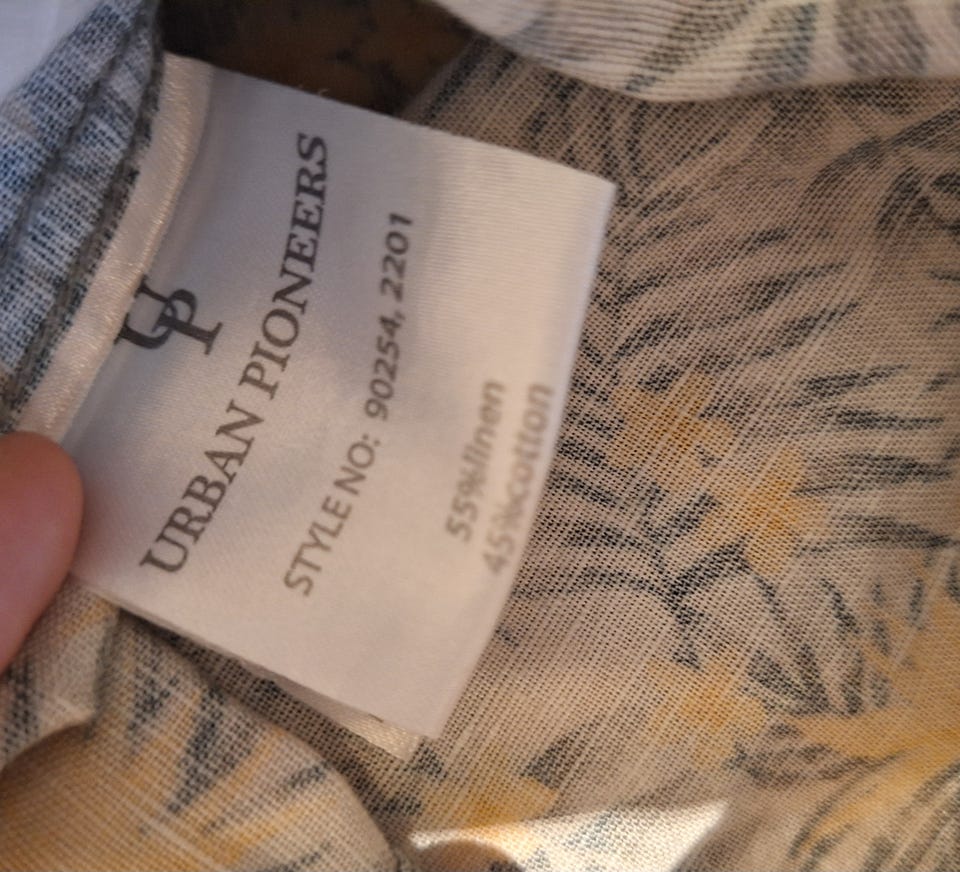 UP
URBAN PIONEERS
STYLE NO: 90254, 2201
55%linen
45%cotton